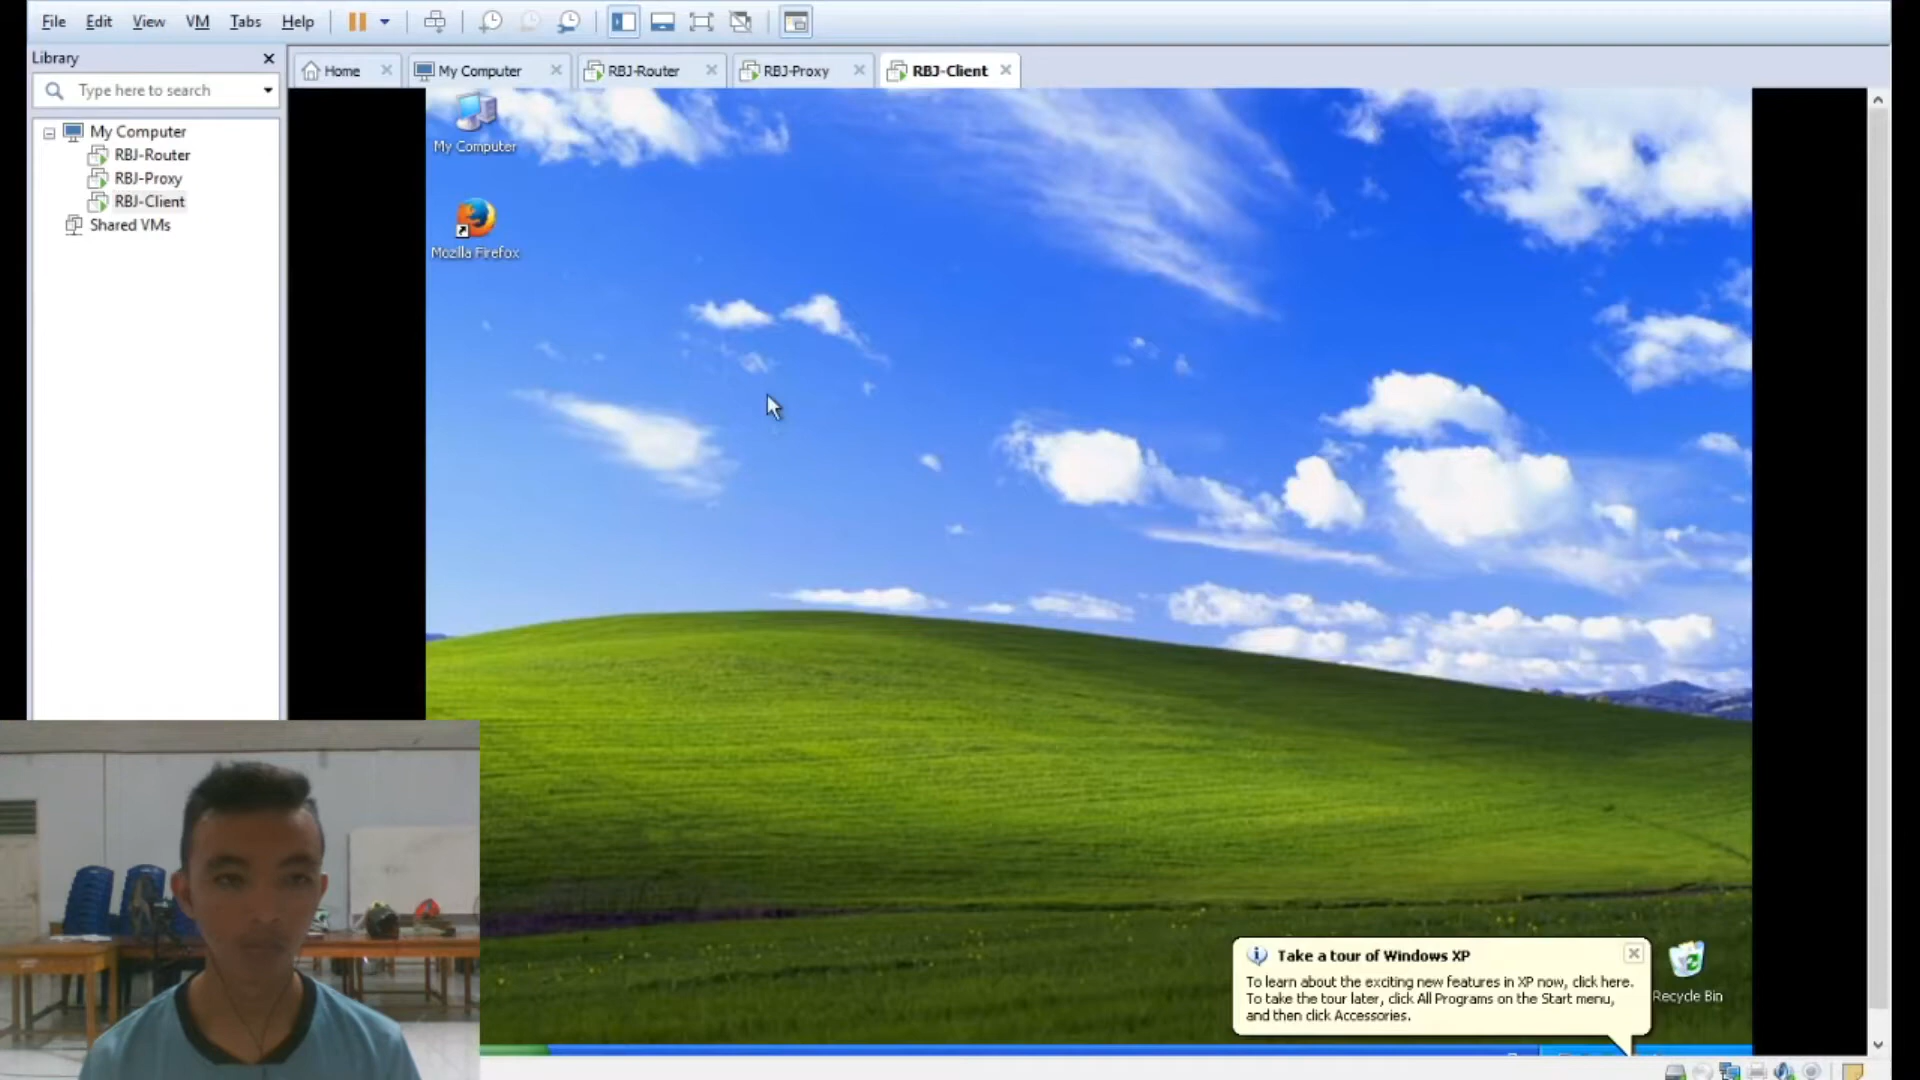 File Edit View VM Tabs Help
Library
Type here to search
Home My Computer RBJ-Router RBJ-Proxy RBJ-Client
My Computer
RBJ-Router
RBJ-Proxy
RBJ-Client
Shared VMs
My Computer
Mozilla Firefox
Take a tour of Windows XP
To learn about the exciting new features in XP now, click here.
To take the tour later, click All Programs on the Start menu,
and then click Accessories.
Recycle Bin